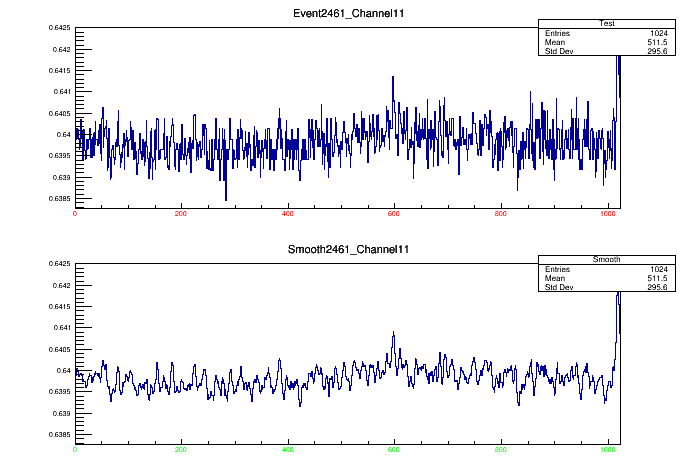 Event2461_Channel11
Test
Entries 1024
Mean 511.5
Std Dev 295.6
0.6425
0.642
0.6415
0.641
0.6405
0.64
0.6395
0.639
0.6385
0 200 400 600 800 1000
Smooth2461_Channel11
Smooth
Entries 1024
Mean 511.5
Std Dev 295.6
0.6425
0.642
0.6415
0.641
0.6405
0.64
0.6395
0.639
0.6385
0 200 400 600 800 1000